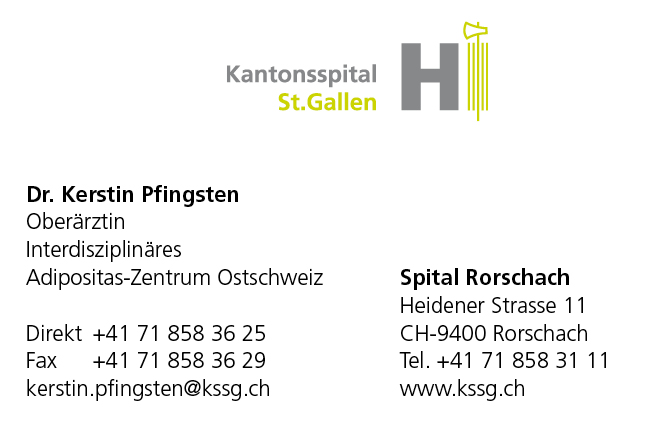 Kantonsspital
St.Gallen
Dr. Kerstin Pfingsten
Oberärztin
Interdisziplinäres
Adipositas-Zentrum Ostschweiz
Direkt +41 71 858 36 25
Fax +41 71 858 36 29
kerstin.pfingsten@kssg.ch
Spital Rorschach
Heidener Strasse 11
CH-9400 Rorschach
Tel. +41 71 858 31 11
www.kssg.ch